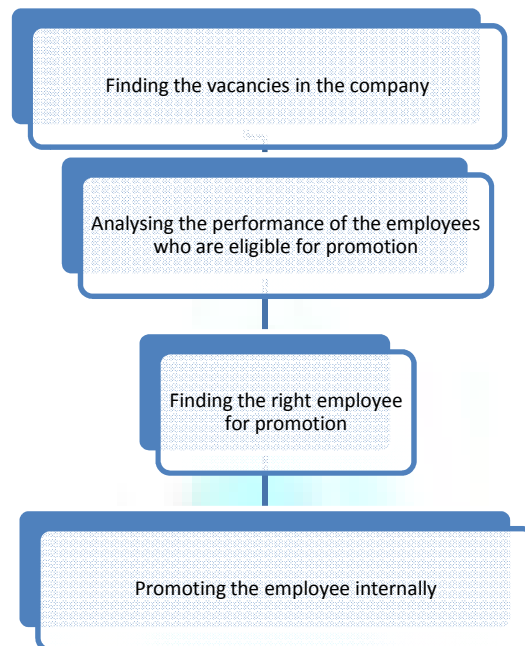 Finding the vacancies in the company
Analysing the performance of the employees
who are eligible for promotion
Finding the right employee
for promotion
Promoting the employee internally